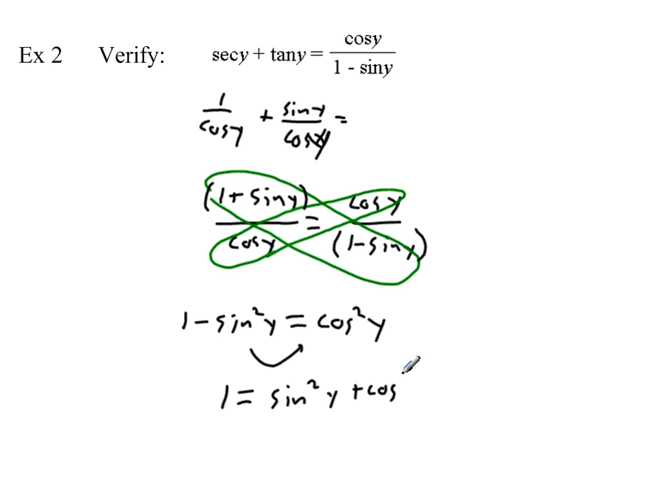 Ex 2 Verify: secy + tany = cosy / 1 - siny
1/cosy + siny/cosy =
(1 + siny)/cosy = cosy/(1 - siny)
1 - sin²y = cos²y
1 = sin²y + cos